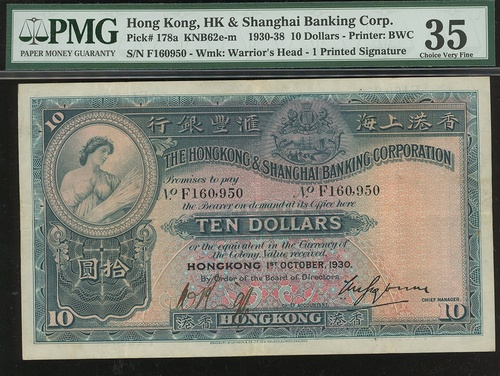 PMG
PAPER MONEY GUARANTY
Hong Kong, HK & Shanghai Banking Corp.
Pick# 178a KNB62e-m 1930-38 10 Dollars - Printer: BWC
S/N F160950 - Wmk: Warrior's Head - 1 Printed Signature
35
Choice Very Fine
10
行銀豐滙
海上港香
THE HONGKONG & SHANGHAI BANKING CORPORATION
Promises to pay
No F160,950 No F160,950
the Bearer on demand at its Office here
TEN DOLLARS
or the equivalent in the Currency of
the Colony, Value received.
HONGKONG 1ST OCTOBER, 1930.
By Order of the Board of Directors
圓拾
CHIEF MANAGER.
10
港香
HONGKONG
港香
10